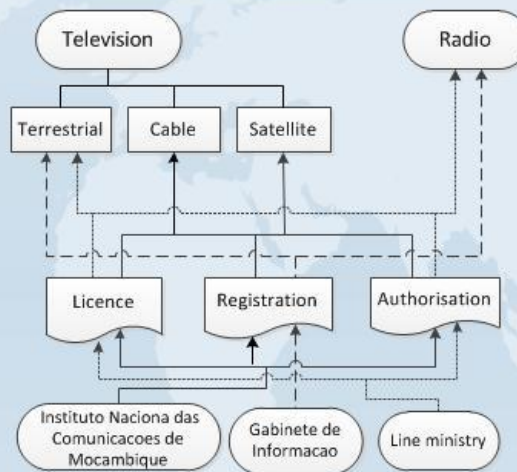 Television
Radio
Terrestrial
Cable
Satellite
Licence
Registration
Authorisation
Instituto Naciona das
Comunicacoes de
Mocambique
Gabinete de
Informacao
Line ministry